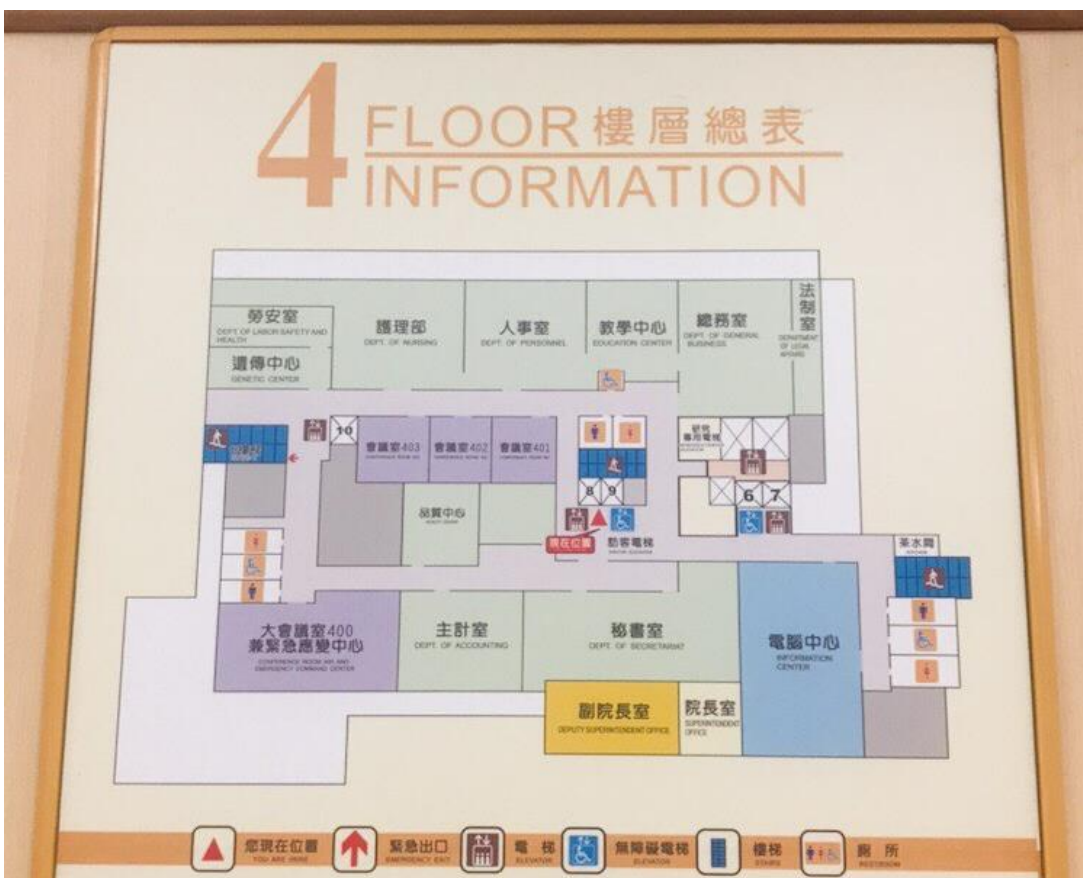 4 FLOOR 樓層總表
INFORMATION
勞安室
DEPT. OF LABOR SAFETY AND
HEALTH
遺傳中心
GENETIC CENTER
護理部
DEPT. OF NURSING
人事室
DEPT. OF PERSONNEL
教學中心
EDUCATION CENTER
總務室
DEPT. OF GENERAL
BUSINESS
法制室
DEPARTMENT
OF LEGAL
AFFAIRS
10
會議室403
會議室402
會議室401
研究
專用電梯
品質中心
8
9
6
7
現在位置
訪客電梯
茶水間
大會議室400
兼緊急應變中心
CONFERENCE ROOM 400 AND
EMERGENCY COMMAND CENTER
主計室
DEPT. OF ACCOUNTING
秘書室
DEPT. OF SECRETARIAT
電腦中心
INFORMATION
CENTER
副院長室
DEPUTY SUPERINTENDENT OFFICE
院長室
SUPERINTENDENT
OFFICE
您現在位置
YOU ARE HERE
緊急出口
EMERGENCY EXIT
電梯
ELEVATOR
無障礙電梯
ELEVATOR
樓梯
STAIRS
廁所
RESTROOM